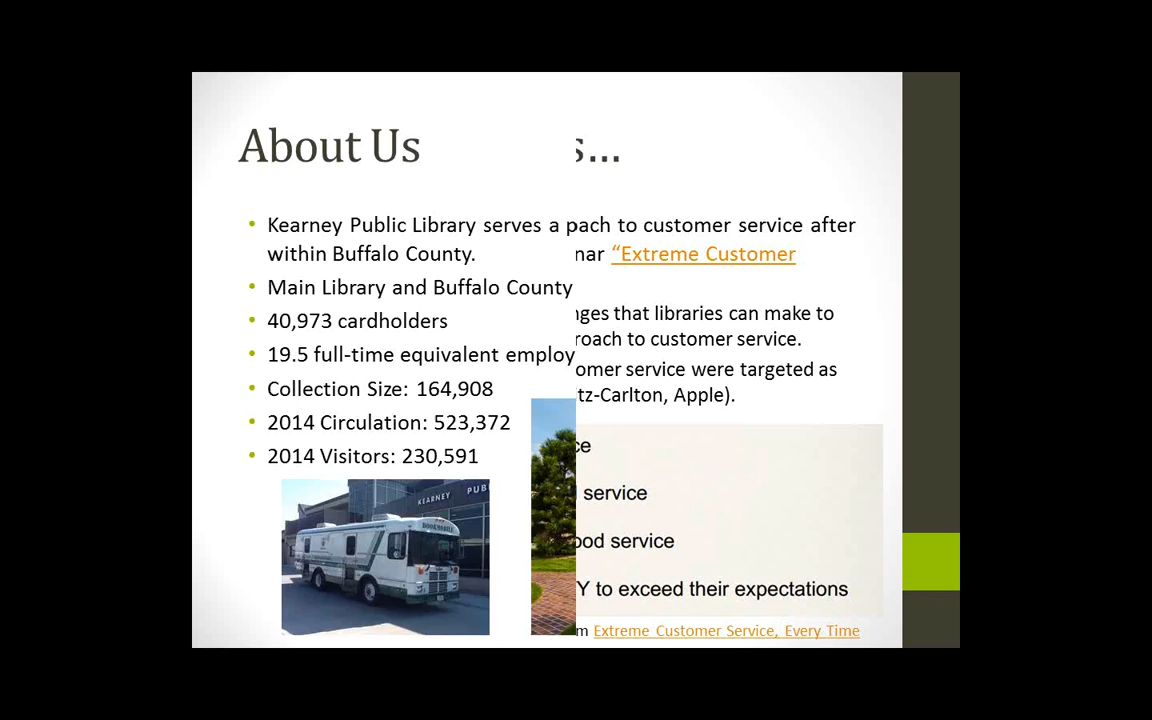 About Us
s...
Kearney Public Library serves a pach to customer service after
within Buffalo County.
nar “Extreme Customer
Main Library and Buffalo County
nges that libraries can make to
40,973 cardholders
roach to customer service.
19.5 full-time equivalent employ
omer service were targeted as
Collection Size: 164,908
tz-Carlton, Apple).
2014 Circulation: 523,372
ce
2014 Visitors: 230,591
service
ood service
Y to exceed their expectations
m Extreme Customer Service, Every Time
KEARNEY PUB
BOOKMOBILE